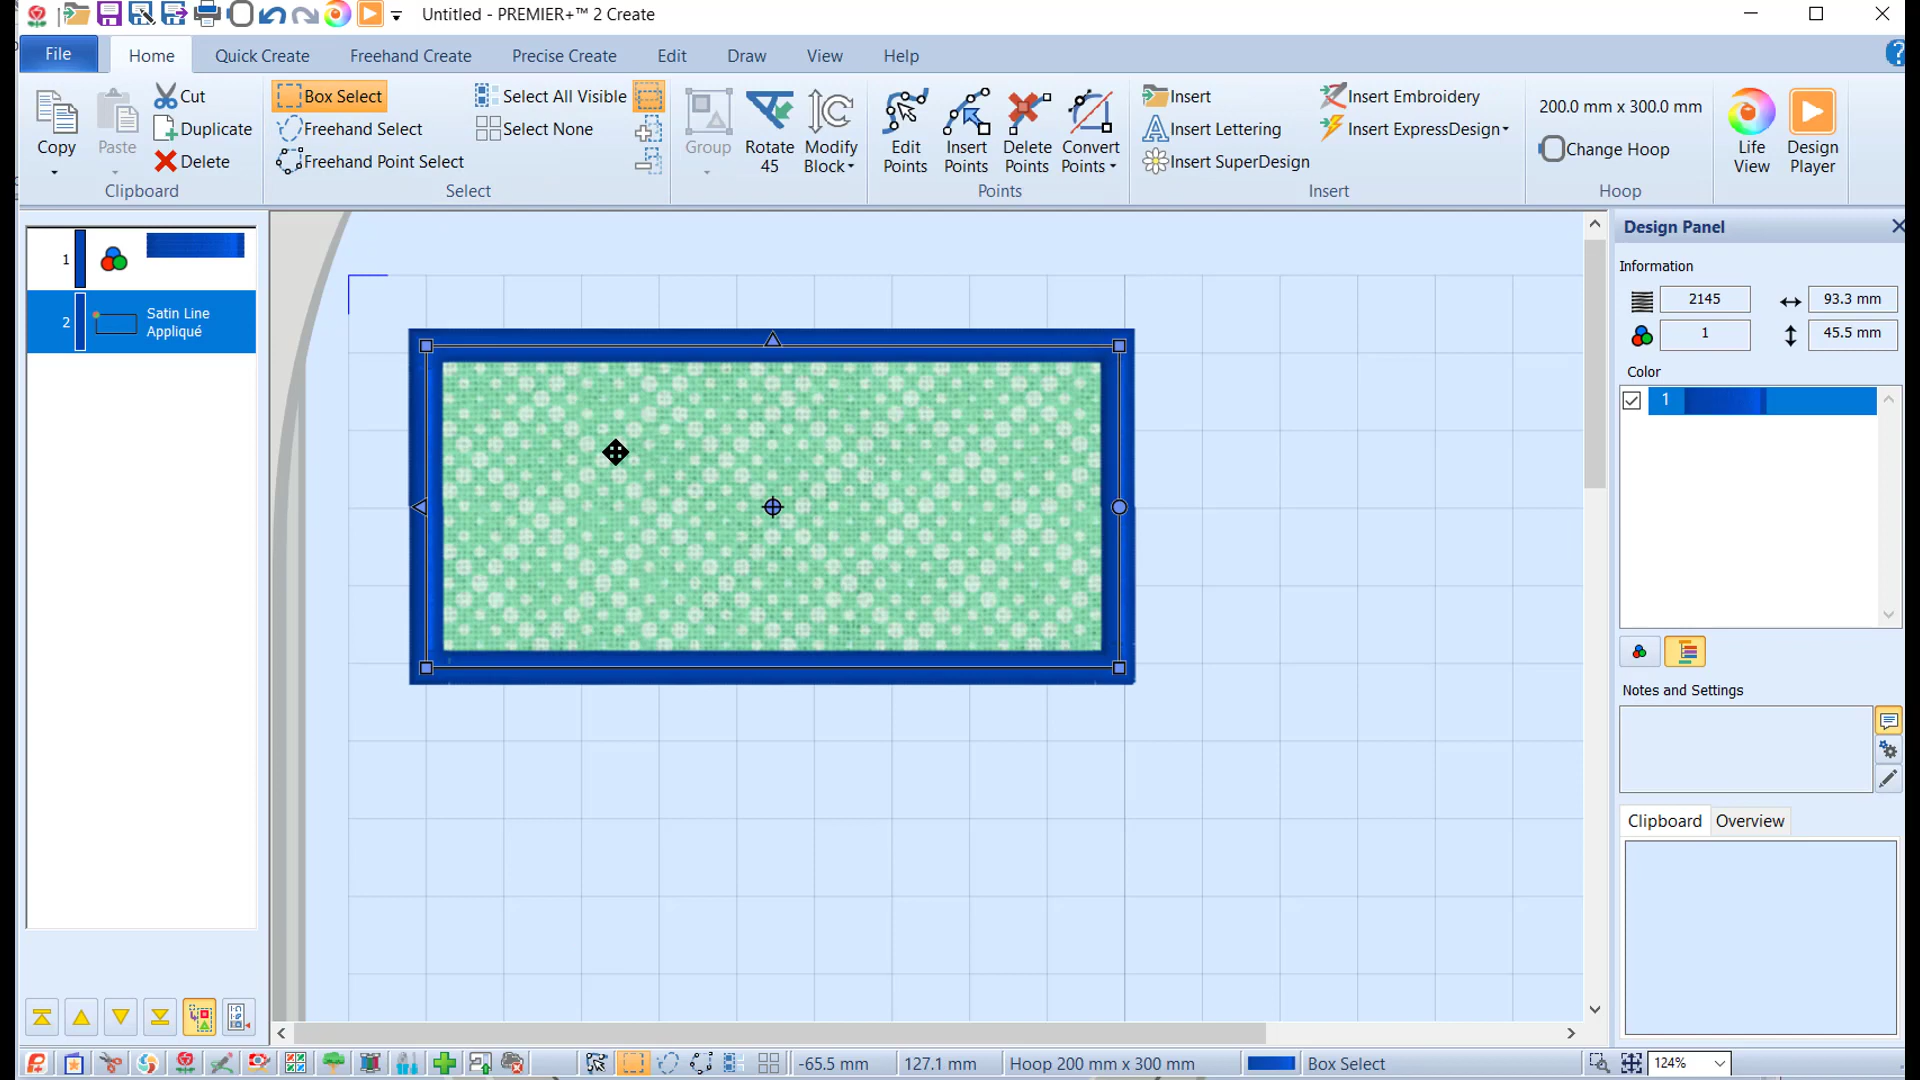 Untitled - PREMIER+™ 2 Create
File Home Quick Create Freehand Create Precise Create Edit Draw View Help
Copy
Paste
Cut
Duplicate
Delete
Clipboard
Box Select
Freehand Select
Freehand Point Select
Select All Visible
Select None
Select
Group
Rotate
45
Modify
Block
Edit
Points
Insert
Points
Delete
Points
Convert
Points
Points
Insert
Insert Lettering
Insert SuperDesign
Insert Embroidery
Insert ExpressDesign
Insert
200.0 mm x 300.0 mm
Change Hoop
Hoop
Life
View
Design
Player
1
2
Satin Line
Appliqué
Design Panel
Information
2145
93.3 mm
1
45.5 mm
Color
1
Notes and Settings
Clipboard Overview
-65.5 mm 127.1 mm Hoop 200 mm x 300 mm Box Select 124%